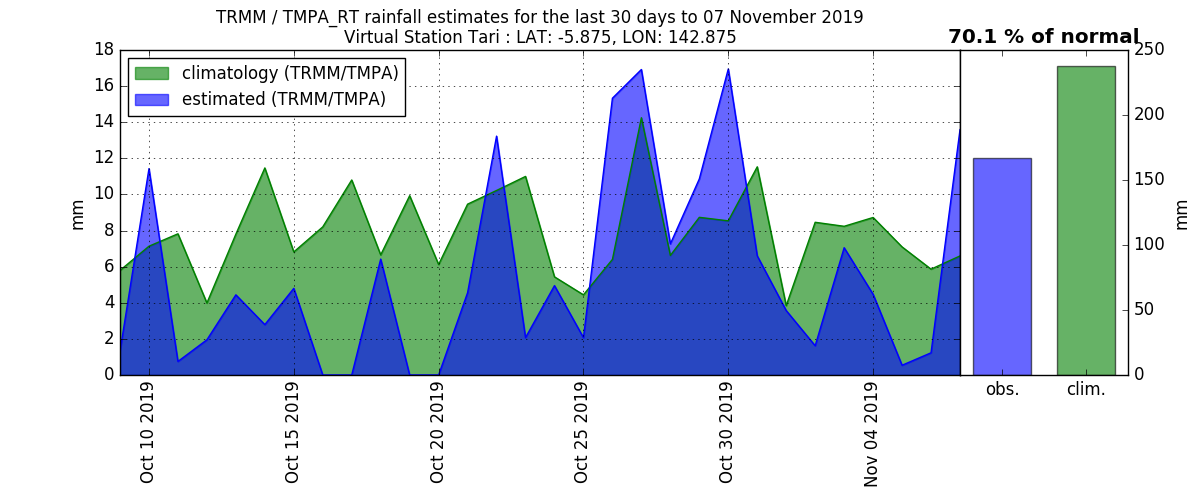 TRMM / TMPA_RT rainfall estimates for the last 30 days to 07 November 2019
Virtual Station Tari : LAT: -5.875, LON: 142.875
70.1 % of normal
climatology (TRMM/TMPA)
estimated (TRMM/TMPA)
18
16
14
12
10
8
6
4
2
0
mm
Oct 10 2019
Oct 15 2019
Oct 20 2019
Oct 25 2019
Oct 30 2019
Nov 04 2019
obs.
clim.
250
200
150
100
50
0
mm